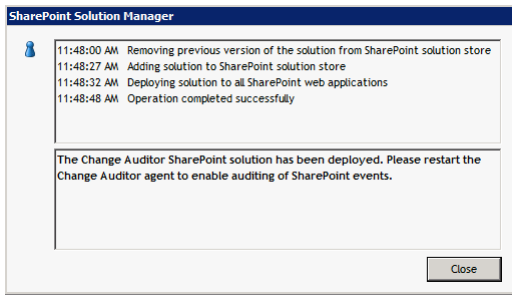 SharePoint Solution Manager
11:48:00 AM Removing previous version of the solution from SharePoint solution store
11:48:27 AM Adding solution to SharePoint solution store
11:48:32 AM Deploying solution to all SharePoint web applications
11:48:48 AM Operation completed successfully
The Change Auditor SharePoint solution has been deployed. Please restart the
Change Auditor agent to enable auditing of SharePoint events.
Close